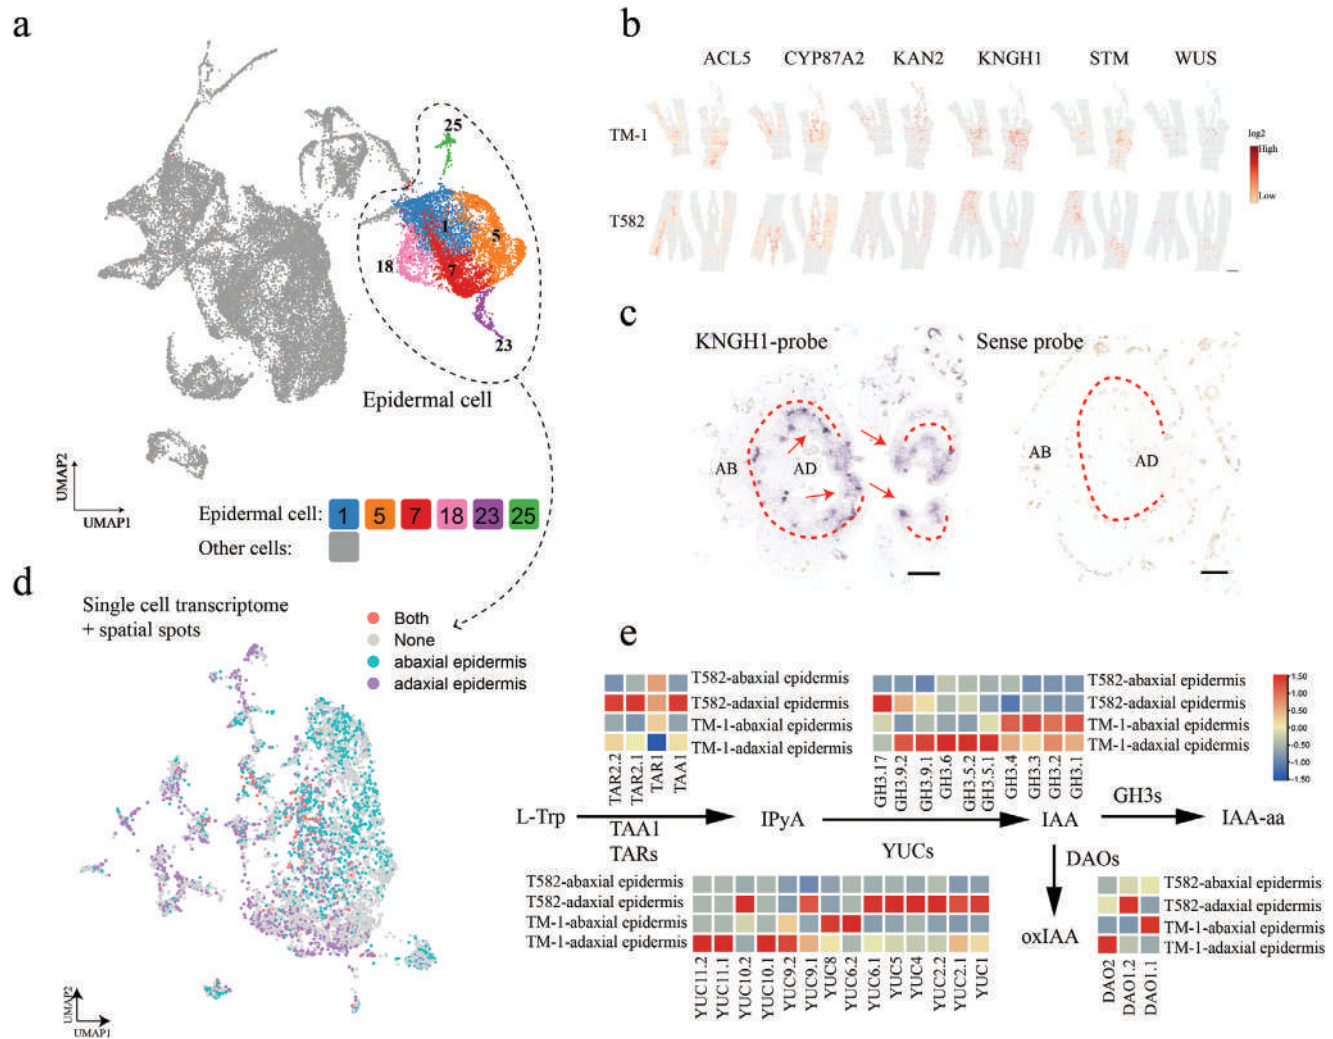 a
25
1
5
7
18
23
Epidermal cell
UMAP2
UMAP1
Epidermal cell: 1 5 7 18 23 25
Other cells:
b
ACL5 CYP87A2 KAN2 KNGH1 STM WUS
TM-1
T582
log2
High
Low
c
KNGH1-probe
Sense probe
AB
AD
AB
AD
d
Single cell transcriptome
+ spatial spots
Both
None
abaxial epidermis
adaxial epidermis
UMAP2
UMAP1
e
T582-abaxial epidermis
T582-adaxial epidermis
TM-1-abaxial epidermis
TM-1-adaxial epidermis
TAR2.2
TAR2.1
TAR1
TAA1
T582-abaxial epidermis
T582-adaxial epidermis
TM-1-abaxial epidermis
TM-1-adaxial epidermis
GH3.17
GH3.9.2
GH3.9.1
GH3.6
GH3.5.2
GH3.5.1
GH3.4
GH3.3
GH3.2
GH3.1
1.50
1.00
0.50
0.00
-0.50
-1.00
-1.50
L-Trp
TAA1
TARs
IPyA
YUCs
IAA
GH3s
IAA-aa
DAOs
oxIAA
T582-abaxial epidermis
T582-adaxial epidermis
TM-1-abaxial epidermis
TM-1-adaxial epidermis
YUC11.2
YUC11.1
YUC10.2
YUC10.1
YUC9.2
YUC9.1
YUC8
YUC6.2
YUC6.1
YUC5
YUC4
YUC2.2
YUC2.1
YUC1
T582-abaxial epidermis
T582-adaxial epidermis
TM-1-abaxial epidermis
TM-1-adaxial epidermis
DAO2
DAO1.2
DAO1.1